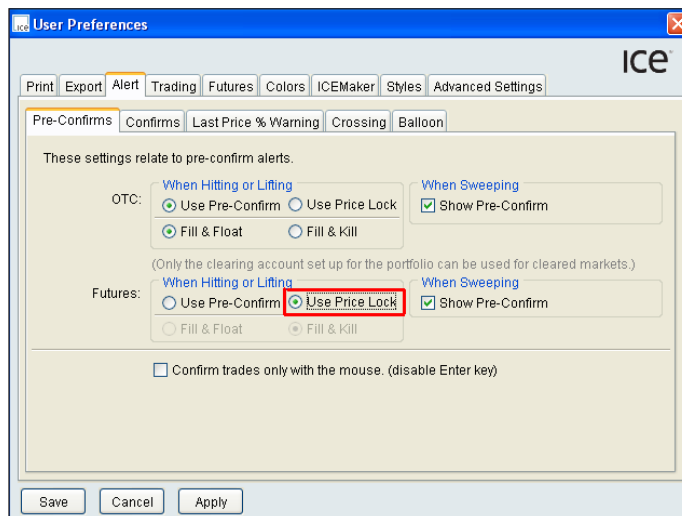 ice User Preferences
ice
Print Export Alert Trading Futures Colors ICEMaker Styles Advanced Settings
Pre-Confirms Confirms Last Price % Warning Crossing Balloon
These settings relate to pre-confirm alerts.
When Hitting or Lifting When Sweeping
OTC: Use Pre-Confirm Use Price Lock Show Pre-Confirm
Fill & Float Fill & Kill
(Only the clearing account set up for the portfolio can be used for cleared markets.)
When Hitting or Lifting When Sweeping
Futures: Use Pre-Confirm Use Price Lock Show Pre-Confirm
Fill & Float Fill & Kill
Confirm trades only with the mouse. (disable Enter key)
Save Cancel Apply